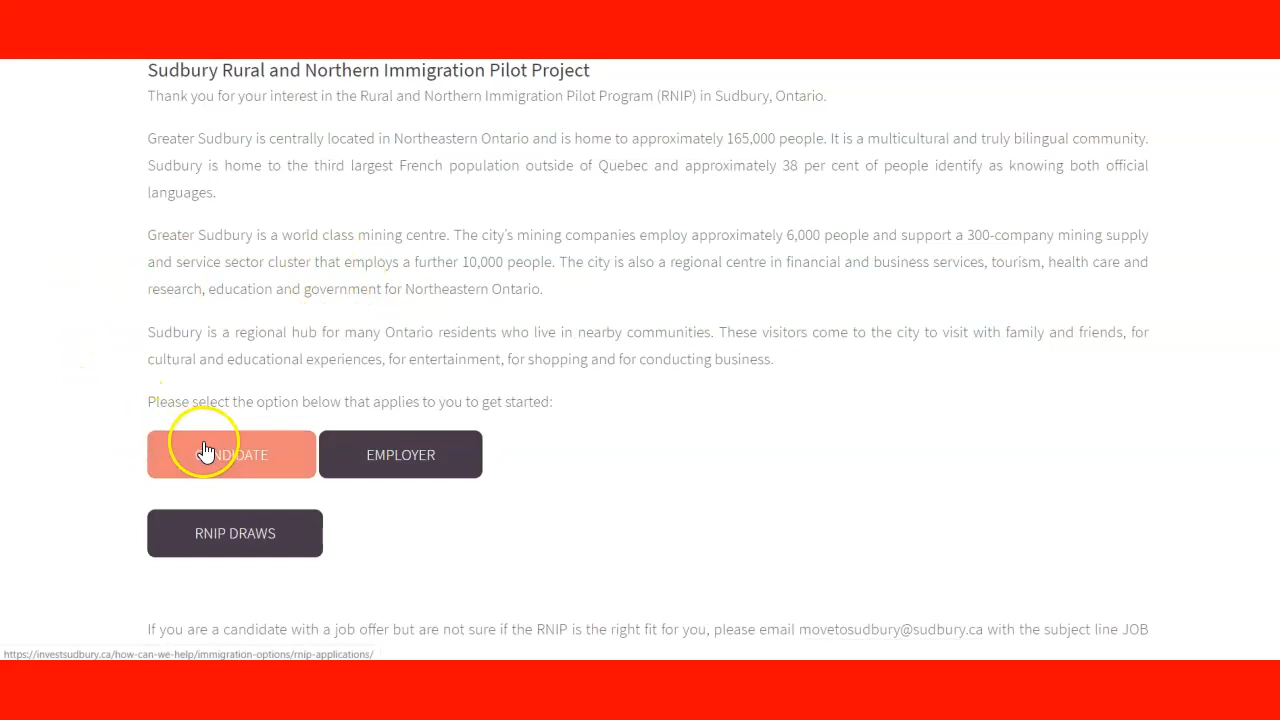 Sudbury Rural and Northern Immigration Pilot Project
Thank you for your interest in the Rural and Northern Immigration Pilot Program (RNIP) in Sudbury, Ontario.
Greater Sudbury is centrally located in Northeastern Ontario and is home to approximately 165,000 people. It is a multicultural and truly bilingual community.
Sudbury is home to the third largest French population outside of Quebec and approximately 38 per cent of people identify as knowing both official
languages.
Greater Sudbury is a world class mining centre. The city's mining companies employ approximately 6,000 people and support a 300-company mining supply
and service sector cluster that employs a further 10,000 people. The city is also a regional centre in financial and business services, tourism, health care and
research, education and government for Northeastern Ontario.
Sudbury is a regional hub for many Ontario residents who live in nearby communities. These visitors come to the city to visit with family and friends, for
cultural and educational experiences, for entertainment, for shopping and for conducting business.
Please select the option below that applies to you to get started:
CANDIDATE EMPLOYER
RNIP DRAWS
If you are a candidate with a job offer but are not sure if the RNIP is the right fit for you, please email movetosudbury@sudbury.ca with the subject line JOB
https://investsudbury.ca/how-can-we-help/immigration-options/rnip-applications/